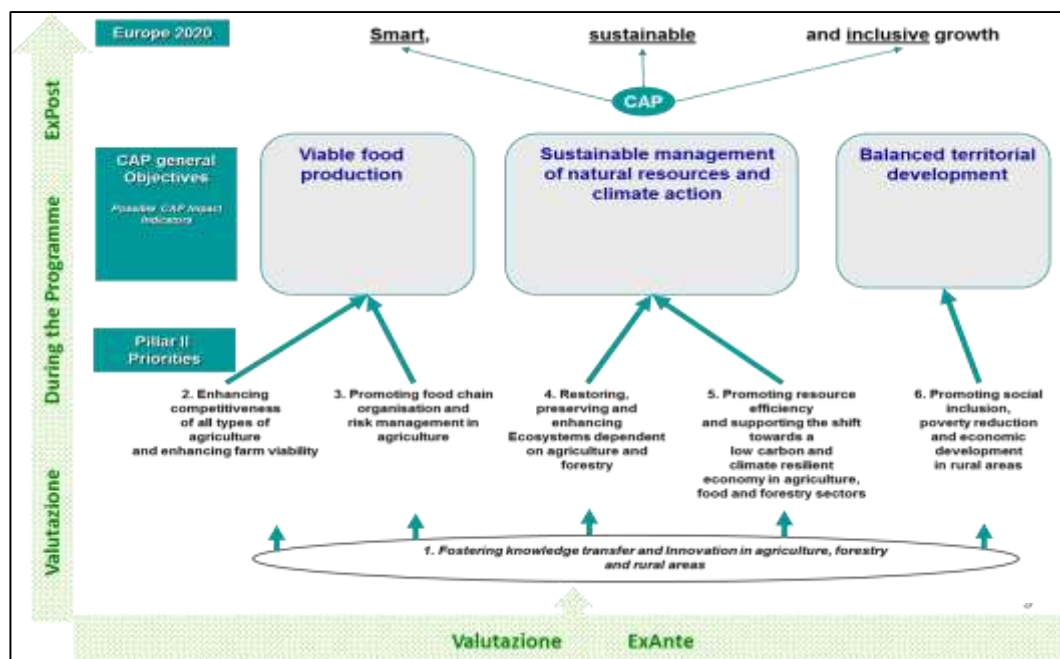 Europe 2020
Smart,
sustainable
and inclusive growth
CAP
CAP general
Objectives
Possible CAP Impact
Indicators
Viable food
production
Sustainable management
of natural resources and
climate action
Balanced territorial
development
Pillar II
Priorities
2. Enhancing
competitiveness
of all types of
agriculture
and enhancing farm viability
3. Promoting food chain
organisation and
risk management in
agriculture
4. Restoring,
preserving and
enhancing
Ecosystems dependent
on agriculture and
forestry
5. Promoting resource
efficiency
and supporting the shift
towards a
low carbon and
climate resilient
economy in agriculture,
food and forestry sectors
6. Promoting social
inclusion,
poverty reduction
and economic
development
in rural areas
1. Fostering knowledge transfer and Innovation in agriculture, forestry
and rural areas
Valutazione During the Programme ExPost
Valutazione ExAnte